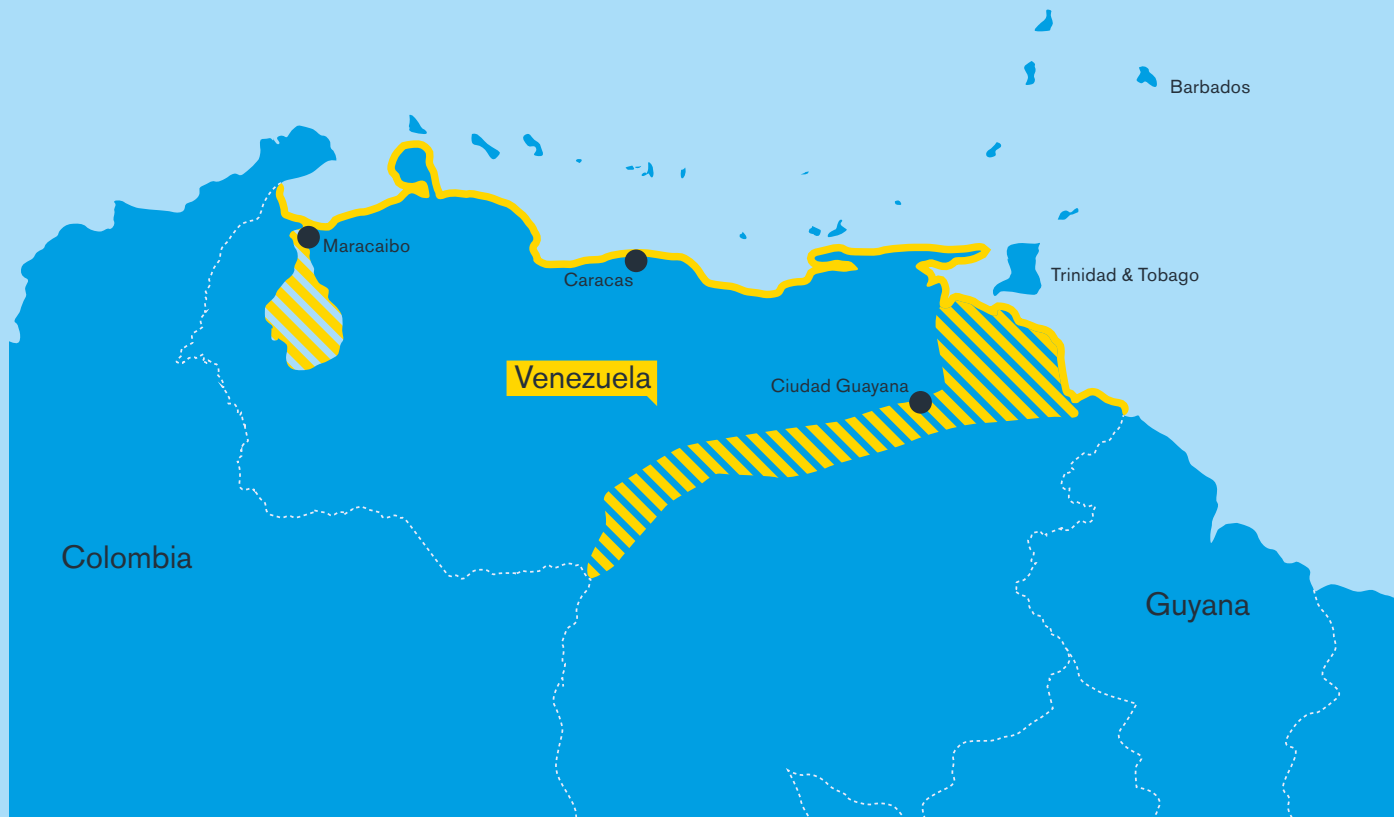 Barbados
Maracaibo
Trinidad & Tobago
Caracas
Venezuela
Ciudad Guayana
Colombia
Guyana